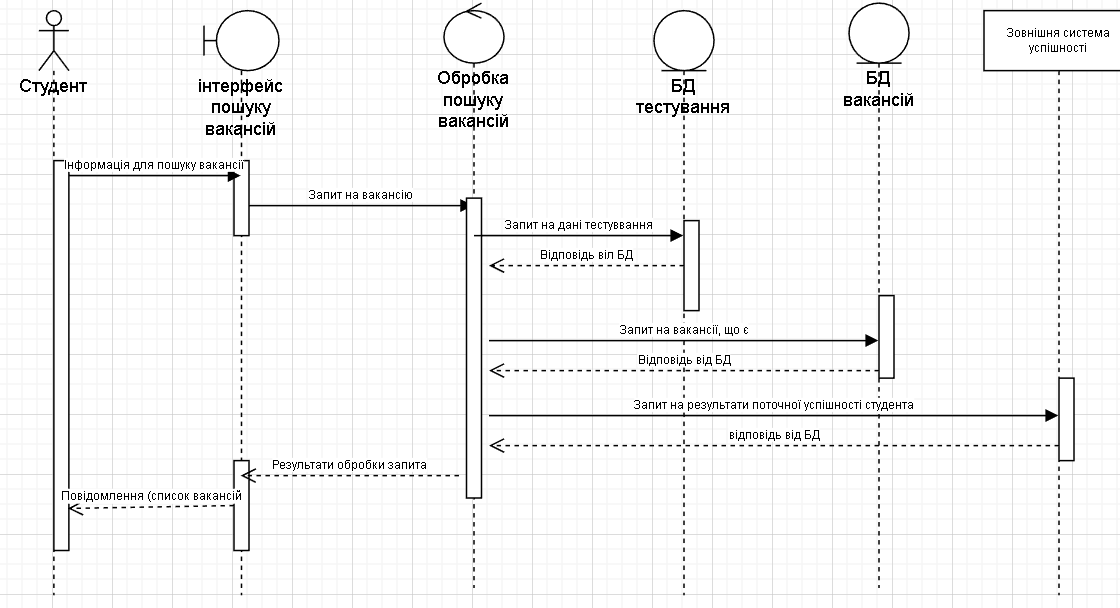 Студент
інтерфейс
пошуку
вакансій
Обробка
пошуку
вакансій
БД
тестування
БД
вакансій
Зовнішня система
успішності
Інформація для пошуку вакансії
Запит на вакансію
Запит на дані тестуввання
Відповідь віл БД
Запит на вакансії, що є
Відповідь від БД
Запит на результати поточної успішності студента
відповідь від БД
Результати обробки запита
Повідомлення (список вакансій